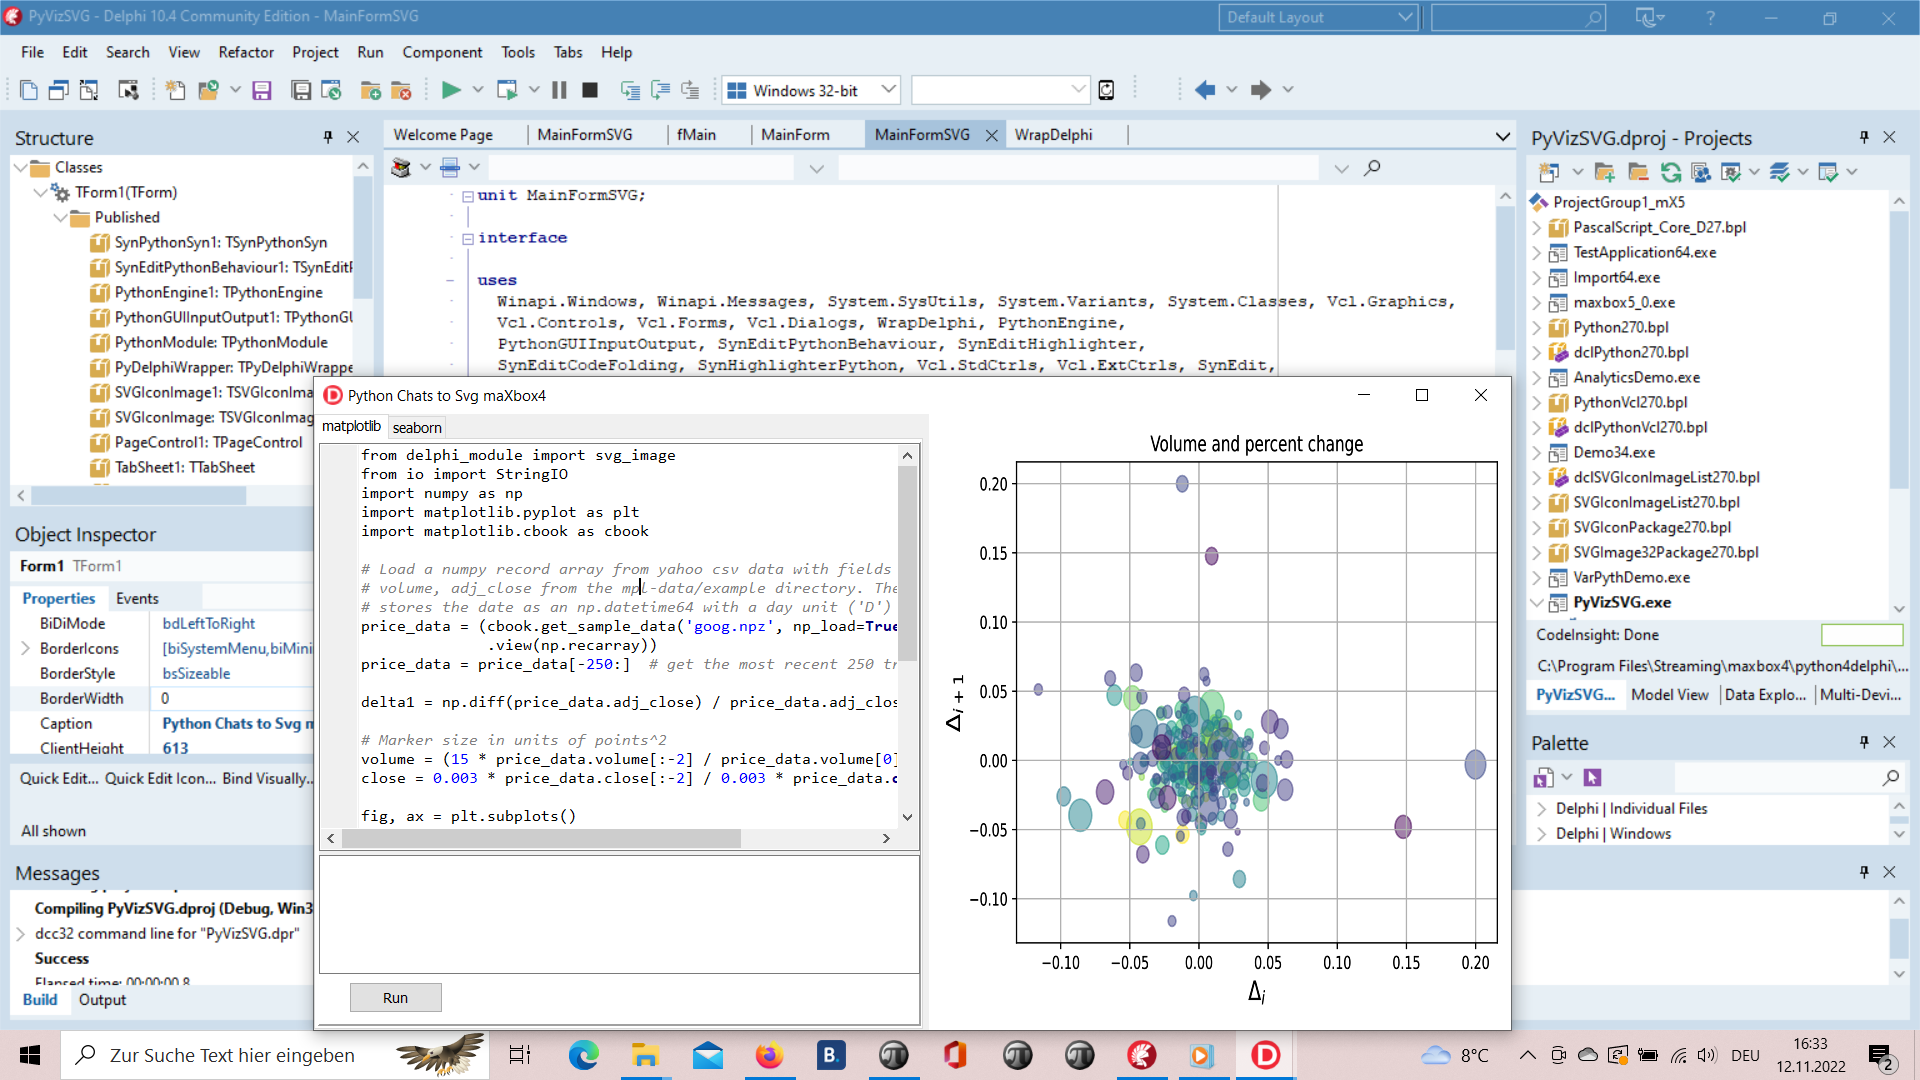 PyVizSVG - Delphi 10.4 Community Edition - MainFormSVG
Default Layout
File Edit Search View Refactor Project Run Component Tools Tabs Help
Windows 32-bit
Structure
Classes
TForm1(TForm)
Published
SynPythonSyn1: TSynPythonSyn
SynEditPythonBehaviour1: TSynEditP
PythonEngine1: TPythonEngine
PythonGUIInputOutput1: TPythonGU
PythonModule: TPythonModule
PyDelphiWrapper: TPyDelphiWrappe
SVGIconImage1: TSVGIconIma
SVGIconImage: TSVGIconImag
PageControl1: TPageControl
TabSheet1: TTabSheet
Object Inspector
Form1 TForm1
Properties Events
BiDiMode bdLeftToRight
BorderIcons [biSystemMenu,biMini
BorderStyle bsSizeable
BorderWidth 0
Caption Python Chats to Svg m
ClientHeight 613
Quick Edit... Quick Edit Icon... Bind Visually...
All shown
Messages
Compiling PyVizSVG.dproj (Debug, Win3
dcc32 command line for "PyVizSVG.dpr"
Success
Elapsed time: 00:00:00.8
Build Output
Welcome Page MainFormSVG fMain MainForm MainFormSVG WrapDelphi
unit MainFormSVG;
interface
uses
Winapi.Windows, Winapi.Messages, System.SysUtils, System.Variants, System.Classes, Vcl.Graphics,
Vcl.Controls, Vcl.Forms, Vcl.Dialogs, WrapDelphi, PythonEngine,
PythonGUIInputOutput, SynEditPythonBehaviour, SynEditHighlighter,
SynEditCodeFolding, SynHighlighterPython, Vcl.StdCtrls, Vcl.ExtCtrls, SynEdit,
Python Chats to Svg maXbox4
matplotlib seaborn
from delphi_module import svg_image
from io import StringIO
import numpy as np
import matplotlib.pyplot as plt
import matplotlib.cbook as cbook
# Load a numpy record array from yahoo csv data with fields
# volume, adj_close from the mpl-data/example directory. The
# stores the date as an np.datetime64 with a day unit ('D')
price_data = (cbook.get_sample_data('goog.npz', np_load=True
.view(np.recarray))
price_data = price_data[-250:] # get the most recent 250 tr
delta1 = np.diff(price_data.adj_close) / price_data.adj_clos
# Marker size in units of points^2
volume = (15 * price_data.volume[:-2] / price_data.volume[0]
close = 0.003 * price_data.close[:-2] / 0.003 * price_data.o
fig, ax = plt.subplots()
Run
Volume and percent change
0.20
0.15
0.10
0.05
0.00
−0.05
−0.10
Δi+1
−0.10 −0.05 0.00 0.05 0.10 0.15 0.20
Δi
PyVizSVG.dproj - Projects
ProjectGroup1_mX5
PascalScript_Core_D27.bpl
TestApplication64.exe
Import64.exe
maxbox5_0.exe
Python270.bpl
dclPython270.bpl
AnalyticsDemo.exe
PythonVcl270.bpl
dclPythonVcl270.bpl
Demo34.exe
dclSVGIconImageList270.bpl
SVGIconImageList270.bpl
SVGIconPackage270.bpl
SVGImage32Package270.bpl
VarPythDemo.exe
PyVizSVG.exe
CodeInsight: Done
C:\Program Files\Streaming\maxbox4\python4delphi\...
PyVizSVG... Model View Data Explo... Multi-Devi...
Palette
Delphi | Individual Files
Delphi | Windows
Zur Suche Text hier eingeben
B.
8°C
DEU
16:33
12.11.2022
2